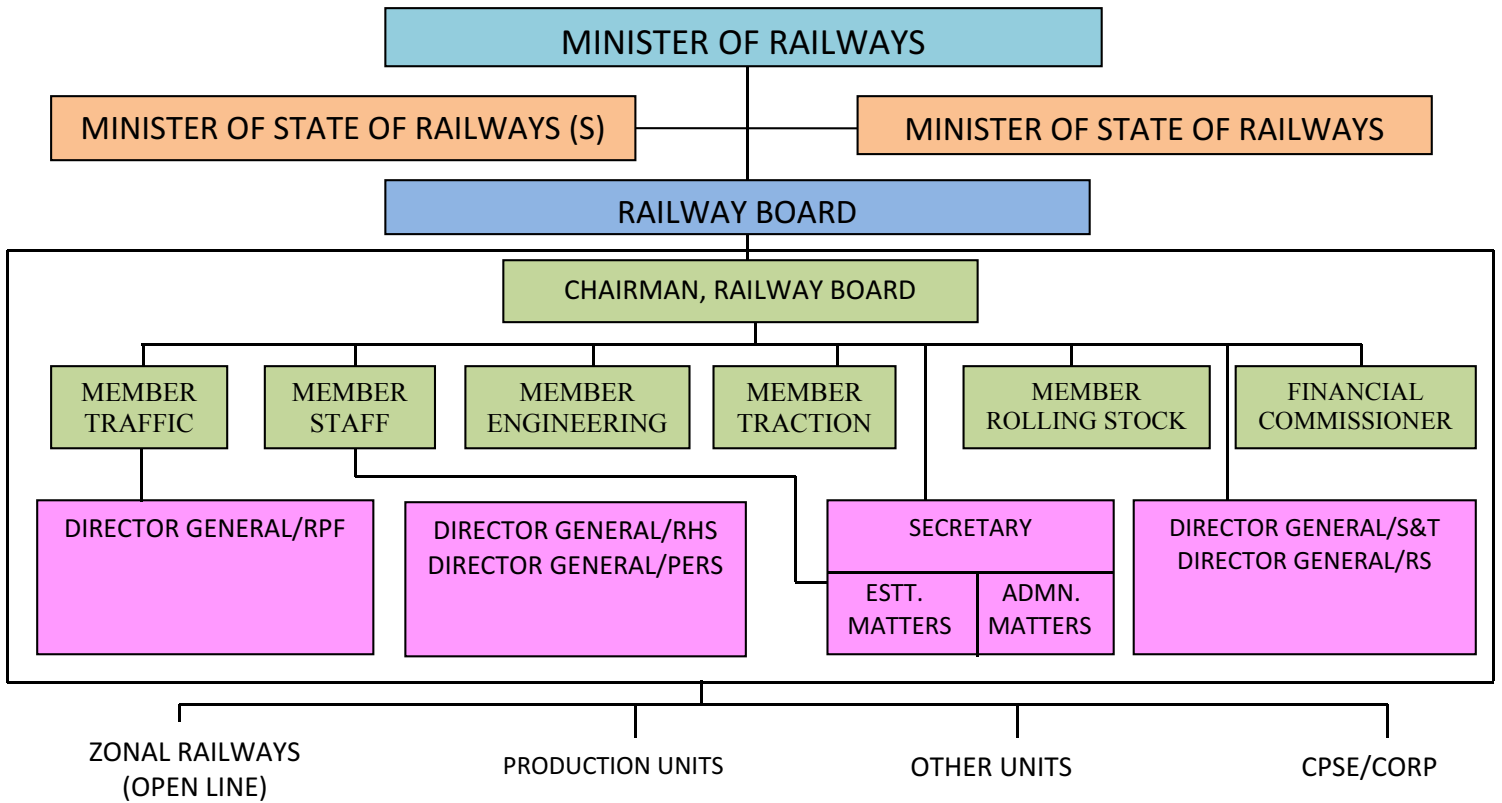 MINISTER OF RAILWAYS
MINISTER OF STATE OF RAILWAYS (S)
MINISTER OF STATE OF RAILWAYS
RAILWAY BOARD
CHAIRMAN, RAILWAY BOARD
MEMBER
TRAFFIC
MEMBER
STAFF
MEMBER
ENGINEERING
MEMBER
TRACTION
MEMBER
ROLLING STOCK
FINANCIAL
COMMISSIONER
DIRECTOR GENERAL/RPF
DIRECTOR GENERAL/RHS
DIRECTOR GENERAL/PERS
SECRETARY
ESTT.
MATTERS
ADMN.
MATTERS
DIRECTOR GENERAL/S&T
DIRECTOR GENERAL/RS
ZONAL RAILWAYS
(OPEN LINE)
PRODUCTION UNITS
OTHER UNITS
CPSE/CORP